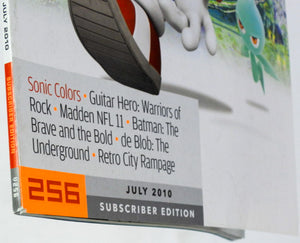 JULY 2010
Sonic Colors • Guitar Hero: Warriors of
Rock • Madden NFL 11 • Batman: The
Brave and the Bold • de Blob: The
Underground • Retro City Rampage
256
JULY 2010
SUBSCRIBER EDITION